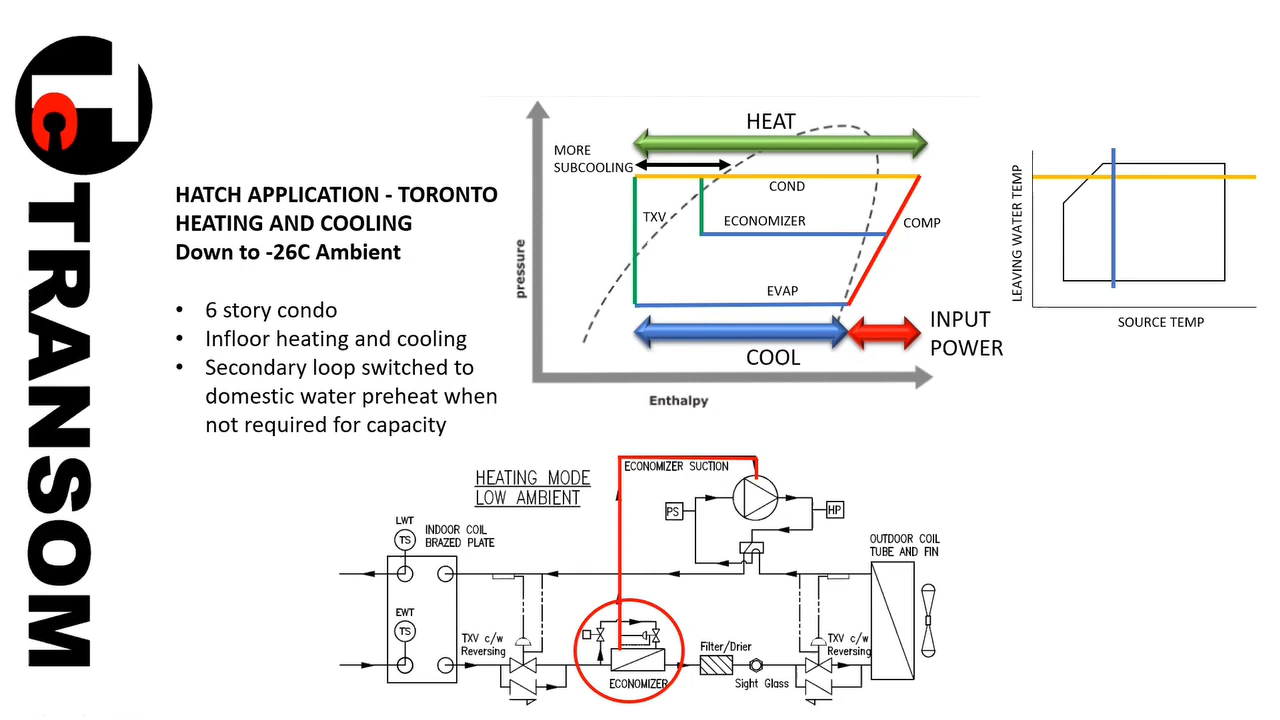 TRANSOM
Tc
HATCH APPLICATION - TORONTO
HEATING AND COOLING
Down to -26C Ambient
• 6 story condo
• Infloor heating and cooling
• Secondary loop switched to
domestic water preheat when
not required for capacity
HEAT
MORE
SUBCOOLING
COND
TXV
ECONOMIZER
COMP
EVAP
pressure
COOL
INPUT
POWER
Enthalpy
LEAVING WATER TEMP
SOURCE TEMP
HEATING MODE
LOW AMBIENT
ECONOMIZER SUCTION
PS
HP
LWT
TS
INDOOR COIL
BRAZED PLATE
OUTDOOR COIL
TUBE AND FIN
EWT
TS
TXV c/w
Reversing
ECONOMIZER
Filter/Drier
Sight Glass
TXV c/w
Reversing